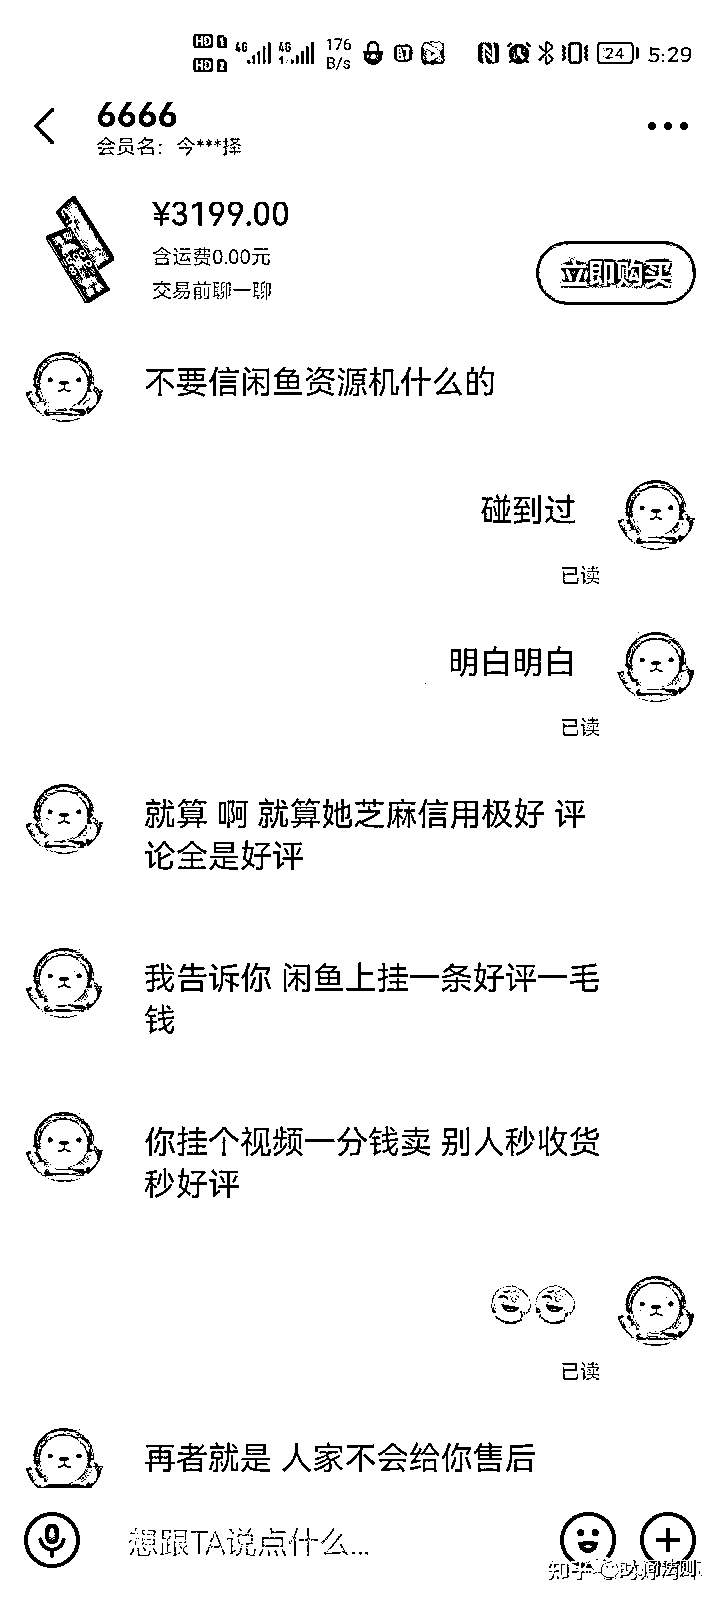 HD 1 4G 4G 176 24 5:29
HD 2 B/s
6666
会员名：今***择
¥3199.00
含运费0.00元
交易前聊一聊
立即购买
不要信闲鱼资源机什么的
碰到过
已读
明白明白
已读
就算 啊 就算她芝麻信用极好 评
论全是好评
我告诉你 闲鱼上挂一条好评一毛
钱
你挂个视频一分钱卖 别人秒收货
秒好评
已读
再者就是 人家不会给你售后
想跟TA说点什么...
知乎
法则